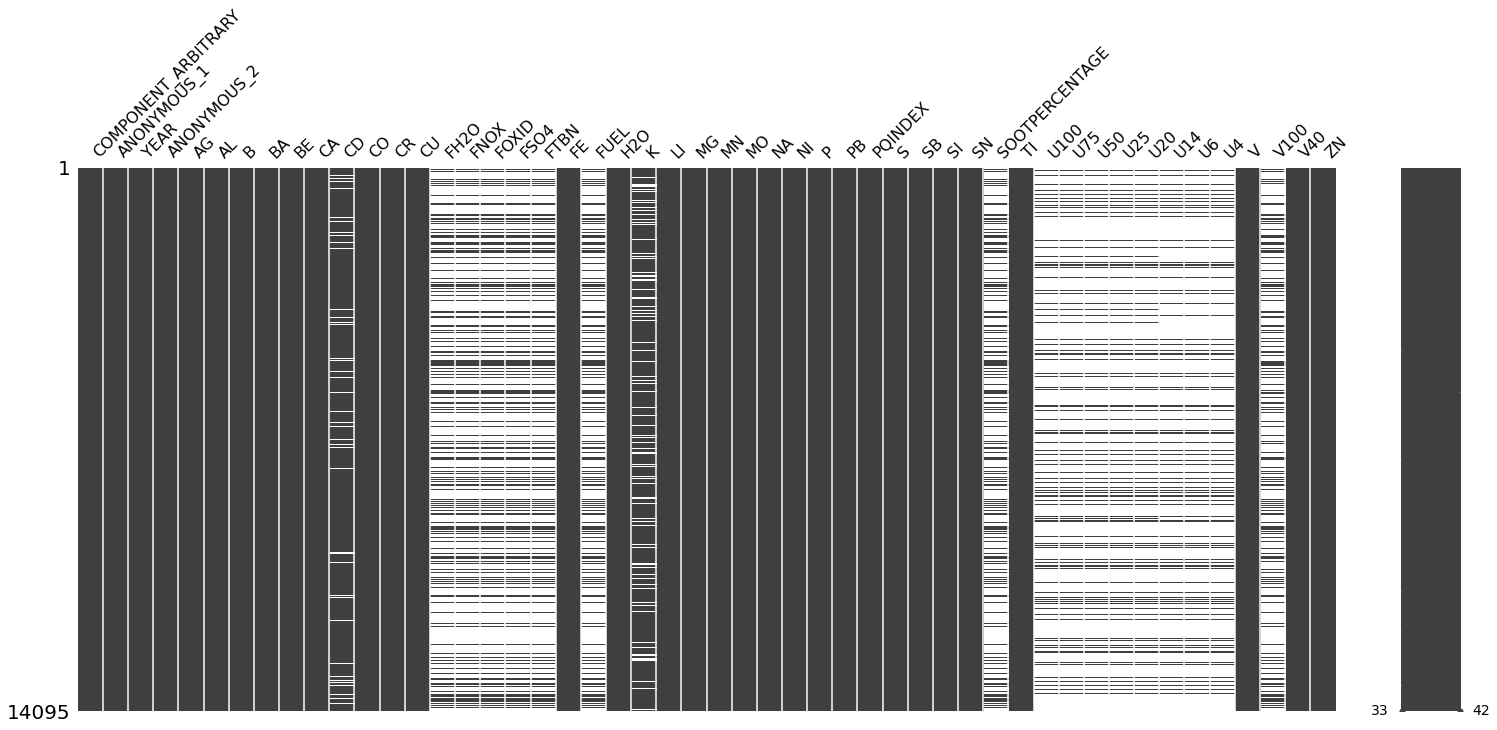 COMPONENT_ARBITRARY
ANONYMOUS_1
YEAR
ANONYMOUS_2
AG
AL
B
BA
BE
CA
CD
CO
CR
CU
FH2O
FNOX
FOXID
FSO4
FTBN
FE
FUEL
H2O
K
LI
MG
MN
MO
NA
NI
P
PB
PQINDEX
S
SB
SI
SN
SOOTPERCENTAGE
TI
U100
U75
U50
U25
U20
U14
U6
U4
V
V100
V40
ZN
1
14095
33
42